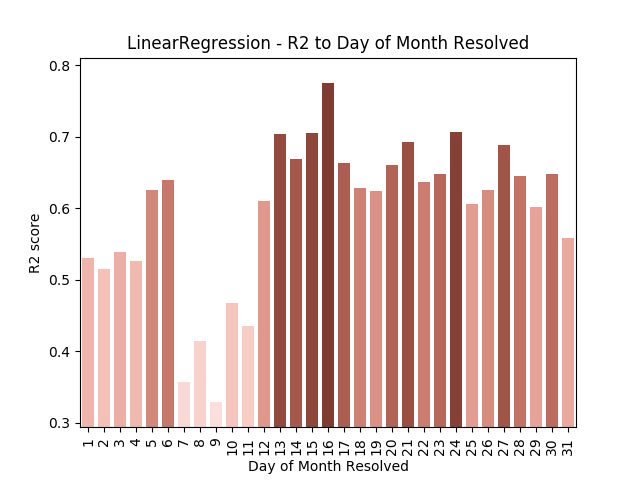 LinearRegression - R2 to Day of Month Resolved
0.8
0.7
0.6
0.5
0.4
0.3
R2 score
1 2 3 4 5 6 7 8 9 10 11 12 13 14 15 16 17 18 19 20 21 22 23 24 25 26 27 28 29 30 31
Day of Month Resolved